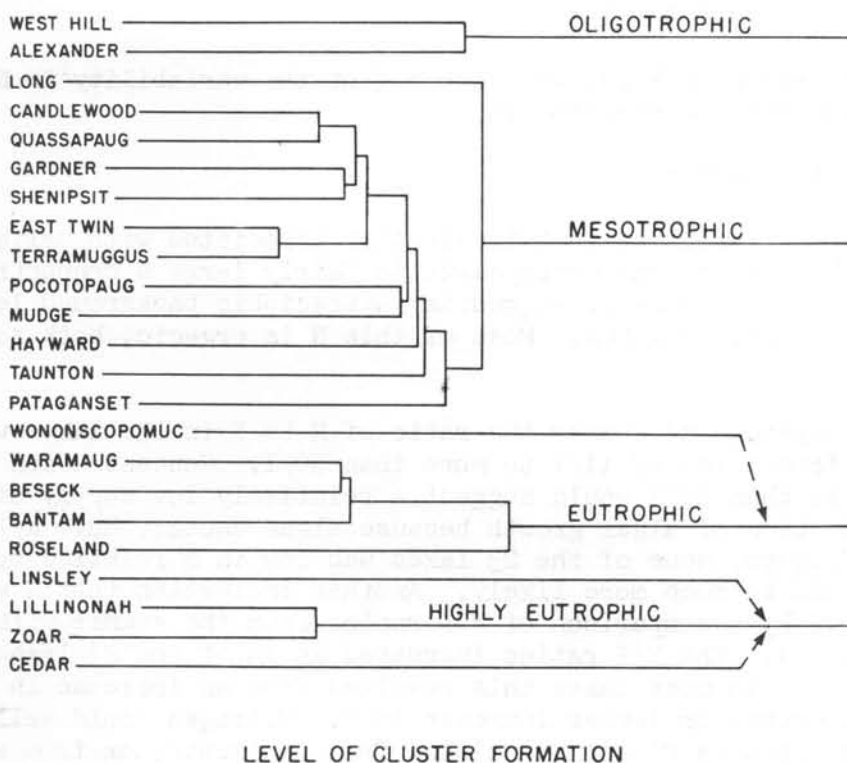 WEST HILL
ALEXANDER
OLIGOTROPHIC
LONG
CANDLEWOOD
QUASSAPAUG
GARDNER
SHENIPSIT
EAST TWIN
TERRAMUGGUS
MESOTROPHIC
POCOTOPAUG
MUDGE
HAYWARD
TAUNTON
PATAGANSET
WONONSCOPOMUC
WARAMAUG
BESECK
BANTAM
EUTROPHIC
ROSELAND
LINSLEY
LILLINONAH
HIGHLY EUTROPHIC
ZOAR
CEDAR
LEVEL OF CLUSTER FORMATION